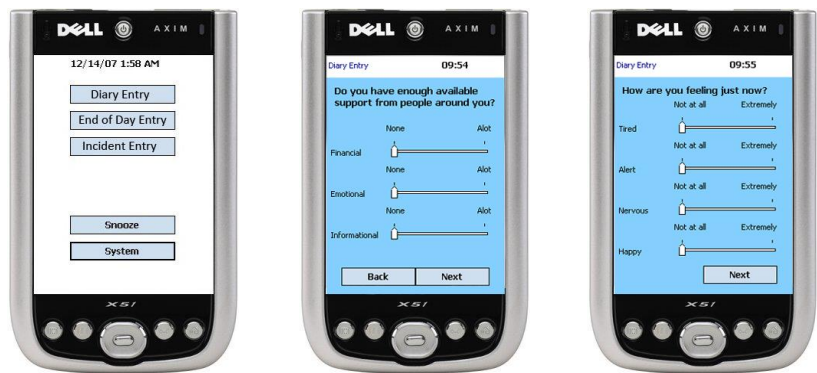 DELL AXIM
12/14/07 1:58 AM
Diary Entry
End of Day Entry
Incident Entry
Snooze
System
X51
DELL AXIM
Diary Entry 09:54
Do you have enough available
support from people around you?
None Alot
Financial
None Alot
Emotional
None Alot
Informational
Back Next
X51
DELL AXIM
Diary Entry 09:55
How are you feeling just now?
Not at all Extremely
Tired
Not at all Extremely
Alert
Not at all Extremely
Nervous
Not at all Extremely
Happy
Next
X51